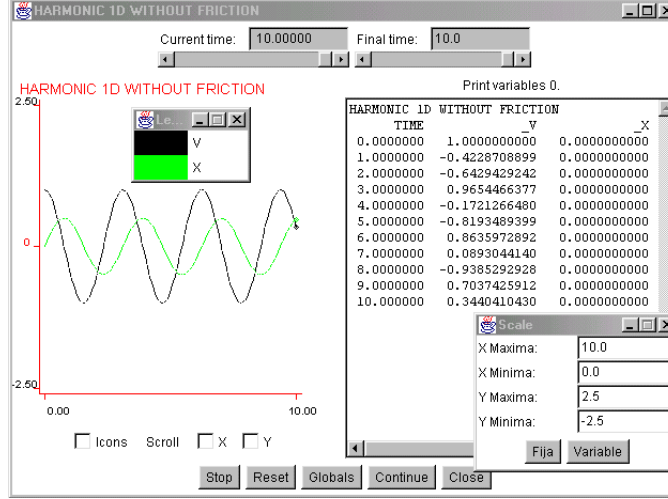 HARMONIC 1D WITHOUT FRICTION
Current time: 10.00000 Final time: 10.0
HARMONIC 1D WITHOUT FRICTION
2.50
0
-2.50
0.00 10.00
Le...
V
X
Icons Scroll X Y
Print variables 0.
HARMONIC 1D WITHOUT FRICTION
TIME _V _X
0.0000000 1.0000000000 0.0000000000
1.0000000 -0.4228708899 0.0000000000
2.0000000 -0.6429429242 0.0000000000
3.0000000 0.9654466377 0.0000000000
4.0000000 -0.1721266480 0.0000000000
5.0000000 -0.8193489399 0.0000000000
6.0000000 0.8635972892 0.0000000000
7.0000000 0.0893044140 0.0000000000
8.0000000 -0.9385292928 0.0000000000
9.0000000 0.7037425912 0.0000000000
10.000000 0.3440410430 0.0000000000
Scale
X Maxima: 10.0
X Minima: 0.0
Y Maxima: 2.5
Y Minima: -2.5
Fija Variable
Stop Reset Globals Continue Close